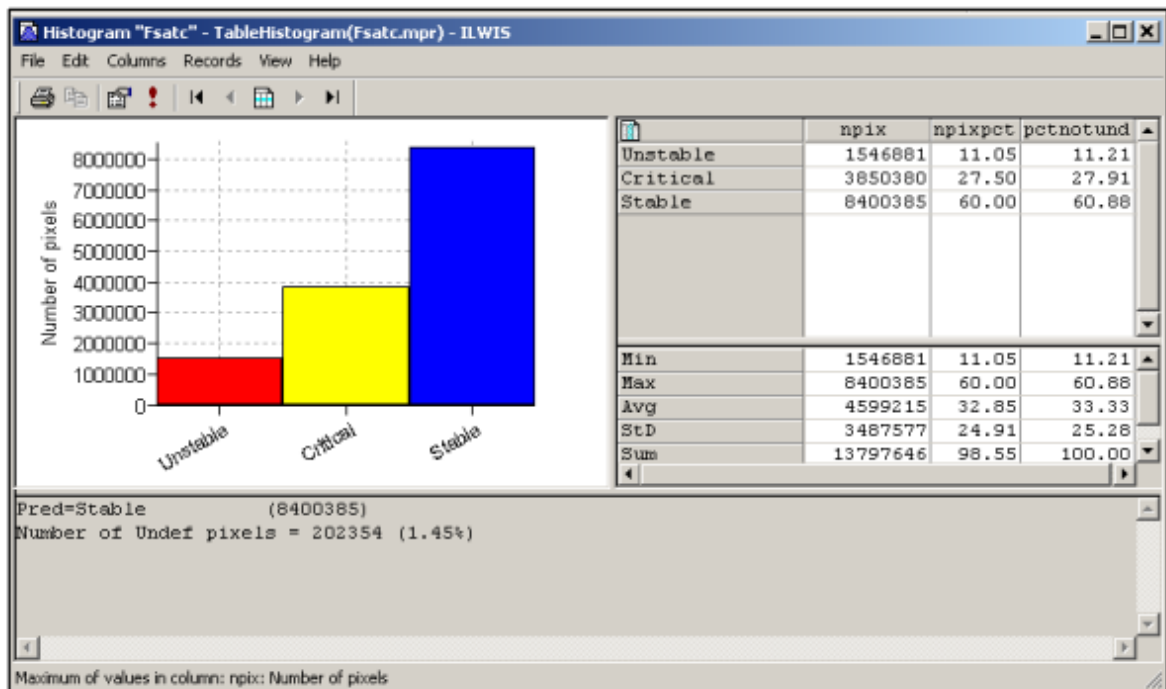 Histogram "Fsatc" - TableHistogram(Fsatc.mpr) - ILWIS
File Edit Columns Records View Help
8000000
7000000
6000000
5000000
4000000
3000000
2000000
1000000
0
Number of pixels
Unstable Critical Stable
npix npixpct pctnotund
Unstable 1546881 11.05 11.21
Critical 3850380 27.50 27.91
Stable 8400385 60.00 60.88
Min 1546881 11.05 11.21
Max 8400385 60.00 60.88
Avg 4599215 32.85 33.33
StD 3487577 24.91 25.28
Sum 13797646 98.55 100.00
Pred=Stable (8400385)
Number of Undef pixels = 202354 (1.45%)
Maximum of values in column: npix: Number of pixels